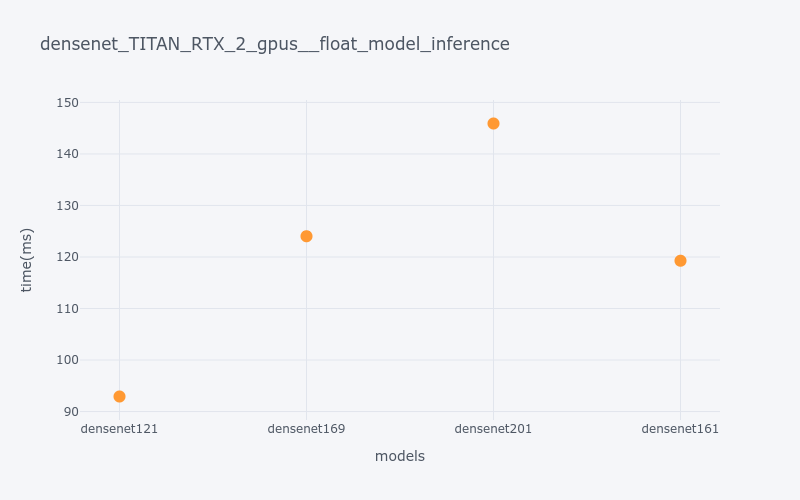 densenet_TITAN_RTX_2_gpus__float_model_inference
150
140
130
120
110
100
90
time(ms)
densenet121 densenet169 densenet201 densenet161
models